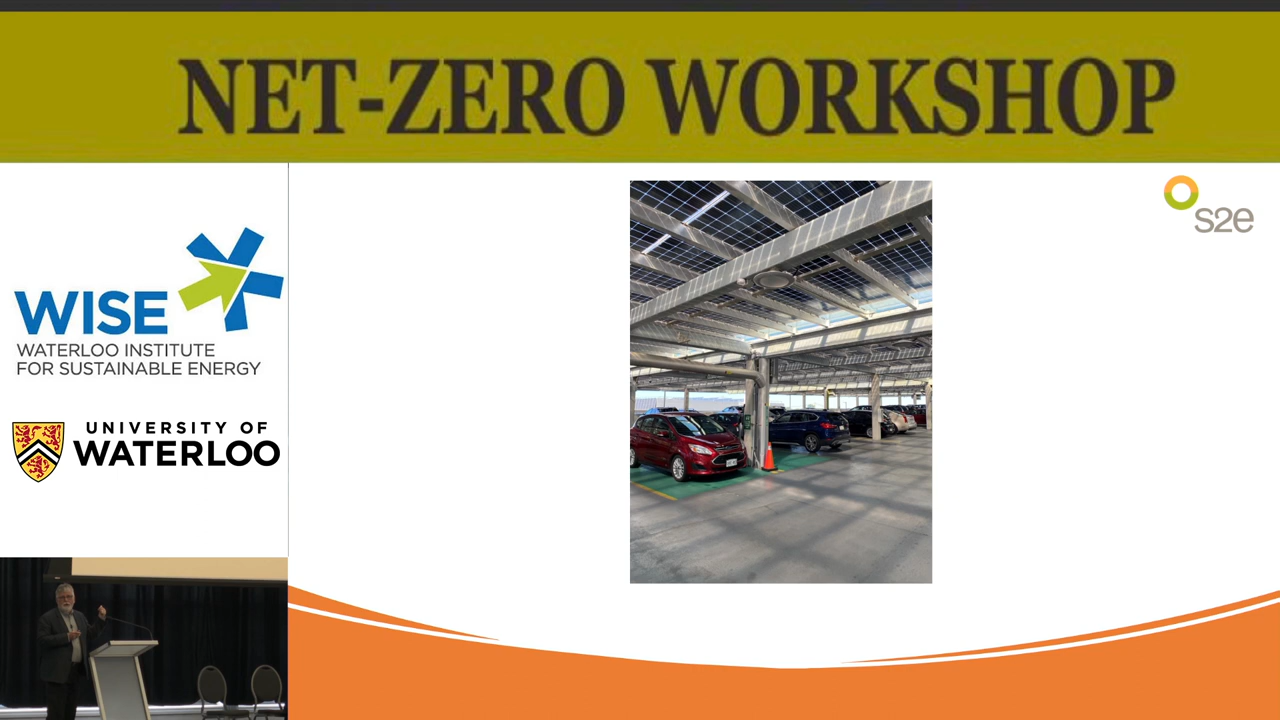 NET-ZERO WORKSHOP
s2e
WISE
WATERLOO INSTITUTE
FOR SUSTAINABLE ENERGY
UNIVERSITY OF
WATERLOO